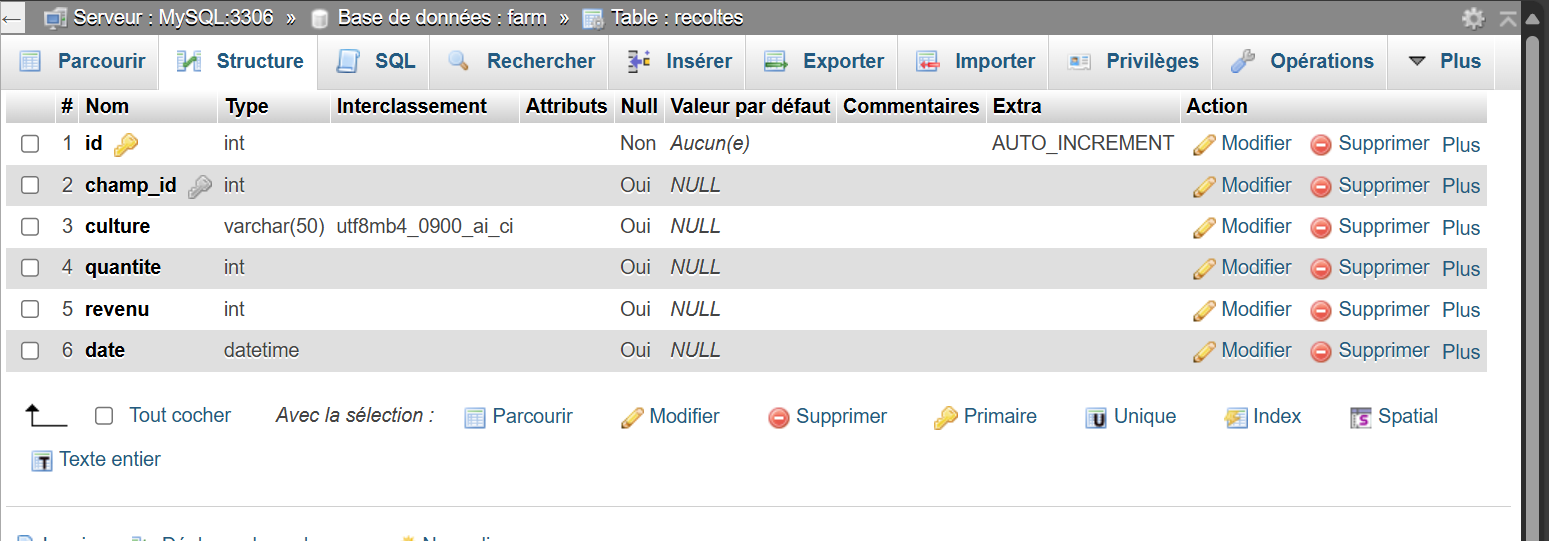 Serveur : MySQL:3306 » Base de données : farm » Table : recoltes
Parcourir Structure SQL Rechercher Insérer Exporter Importer Privilèges Opérations Plus
# Nom Type Interclassement Attributs Null Valeur par défaut Commentaires Extra Action
1 id int Non Aucun(e) AUTO_INCREMENT Modifier Supprimer Plus
2 champ_id int Oui NULL Modifier Supprimer Plus
3 culture varchar(50) utf8mb4_0900_ai_ci Oui NULL Modifier Supprimer Plus
4 quantite int Oui NULL Modifier Supprimer Plus
5 revenu int Oui NULL Modifier Supprimer Plus
6 date datetime Oui NULL Modifier Supprimer Plus
Tout cocher Avec la sélection : Parcourir Modifier Supprimer Primaire Unique Index Spatial
Texte entier